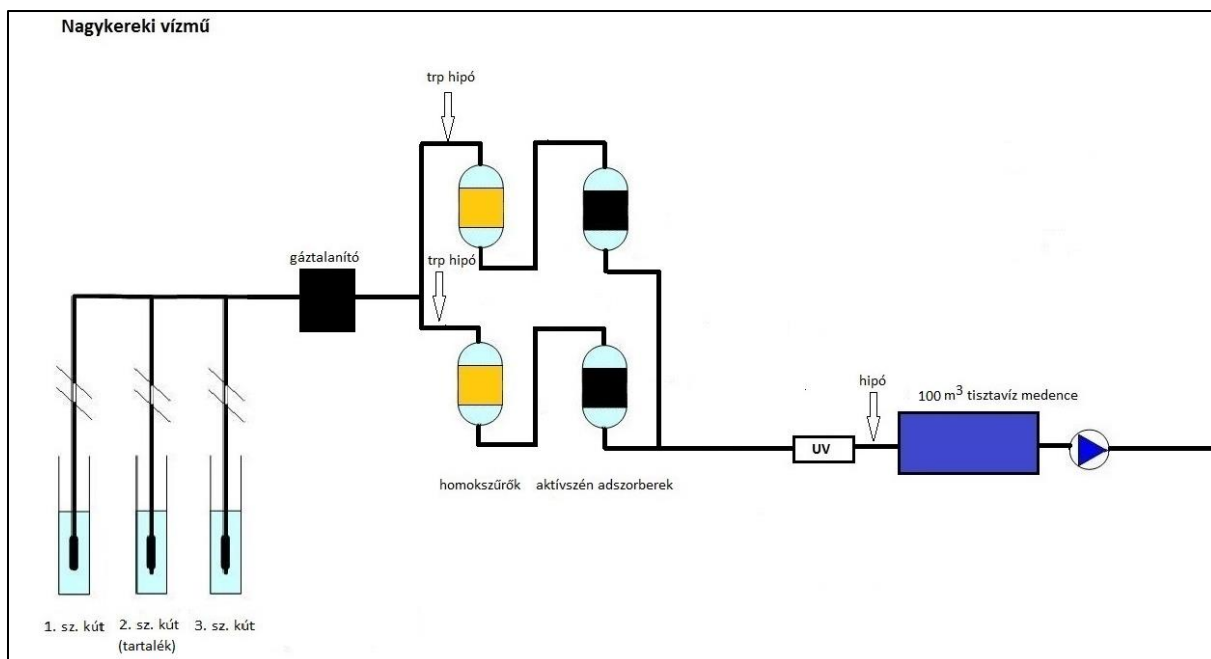 Nagykereki vízmű
trp hipó
gáztalanító
trp hipó
hipó
100 m3 tisztavíz medence
UV
homokszűrők
aktívszén adszorberek
1. sz. kút
2. sz. kút
(tartalék)
3. sz. kút